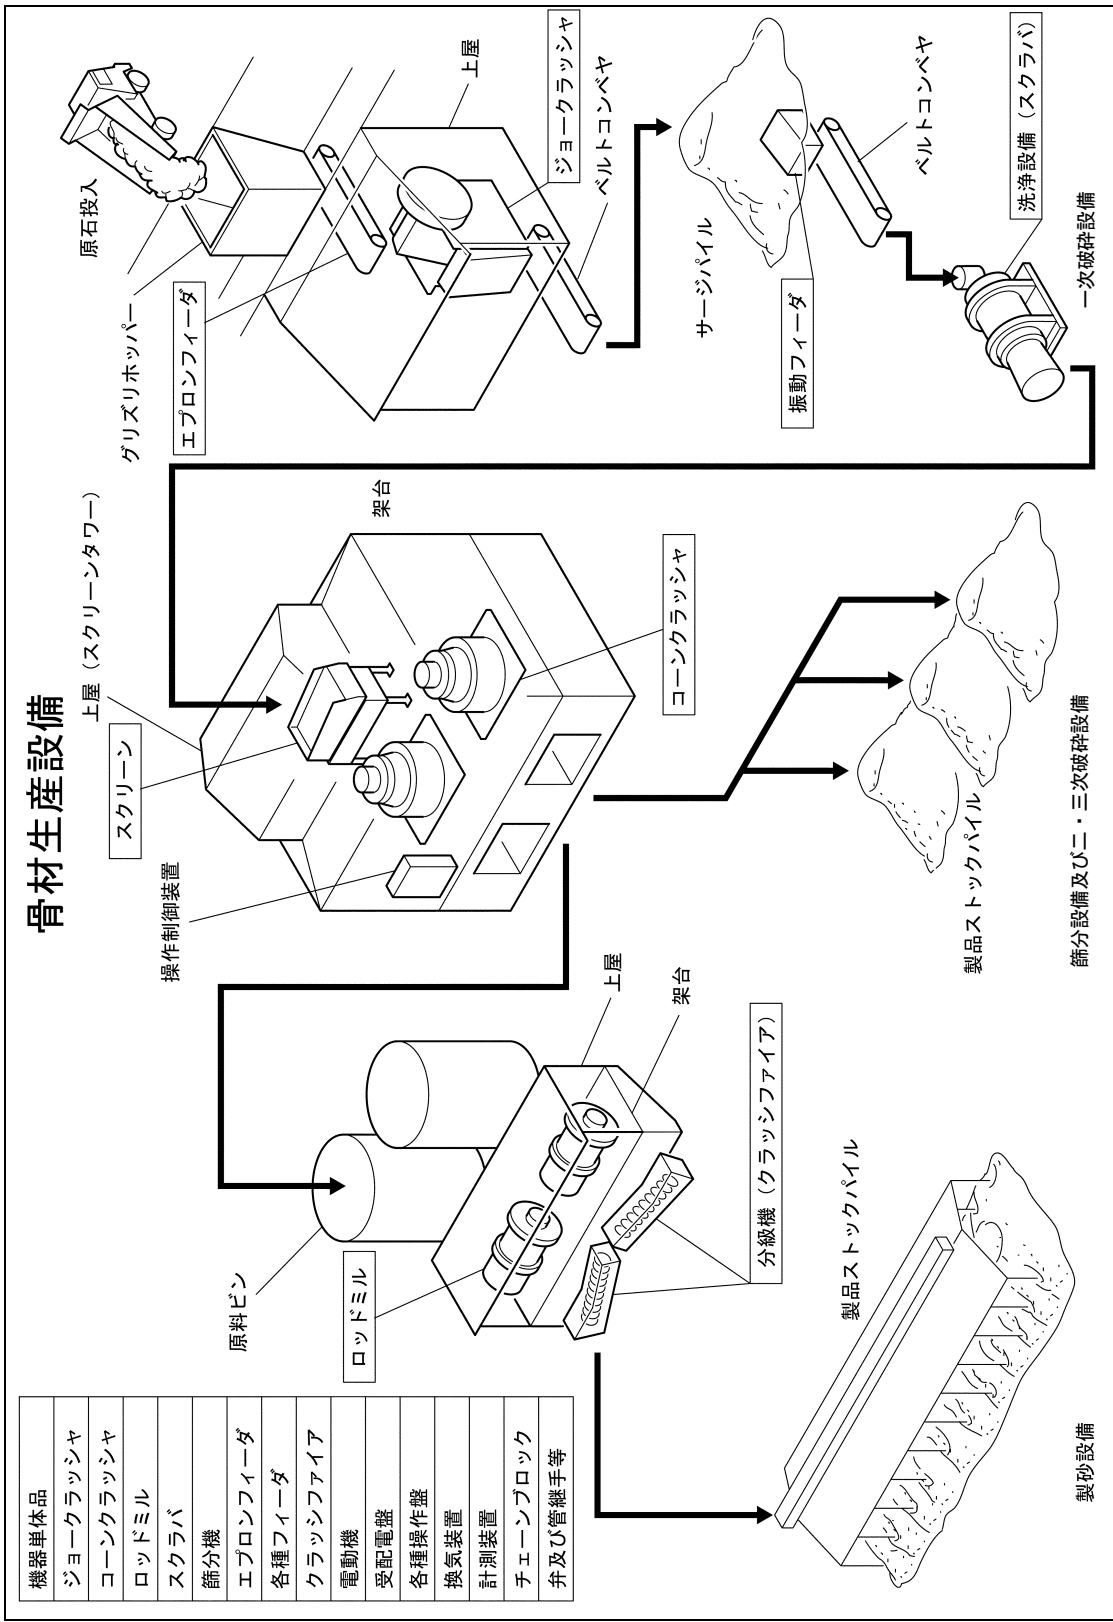 骨材生産設備
原石投入
グリズリホッパー
エプロンフィーダ
上屋
ジョークラッシャ
ベルトコンベヤ
サージパイル
振動フィーダ
ベルトコンベヤ
洗浄設備（スクラバ）
一次破砕設備
上屋（スクリーンタワー）
スクリーン
操作制御装置
架台
コーンクラッシャ
製品ストックパイル
篩分設備及び二・三次破砕設備
原料ビン
ロッドミル
上屋
架台
分級機（クラッシファイア）
製品ストックパイル
製砂設備
機器単体品
ジョークラッシャ
コーンクラッシャ
ロッドミル
スクラバ
篩分機
エプロンフィーダ
各種フィーダ
クラッシファイア
電動機
受配電盤
各種操作盤
換気装置
計測装置
チェーンブロック
弁及び管継手等